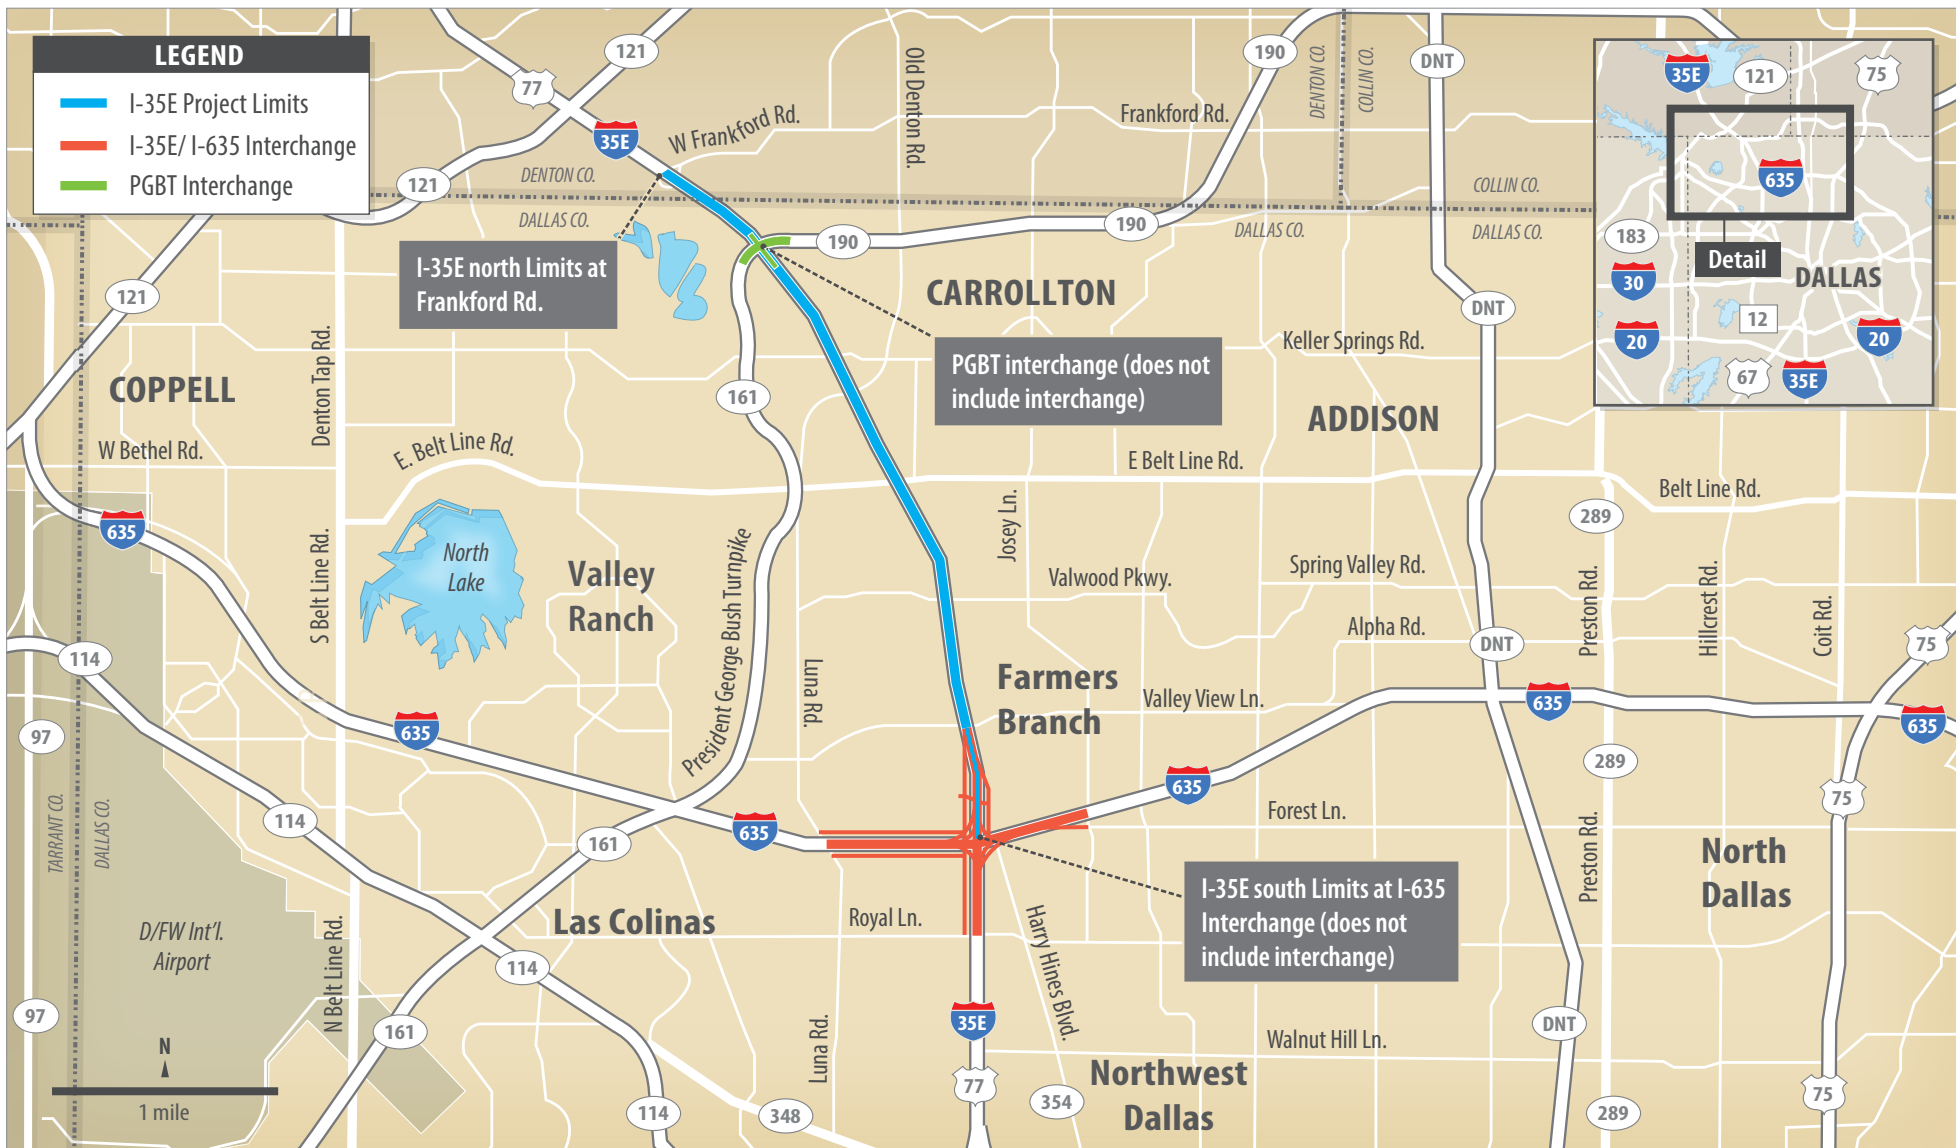 LEGEND
I-35E Project Limits
I-35E/ I-635 Interchange
PGBT Interchange
121
77
35E
W Frankford Rd.
Old Denton Rd.
190
Frankford Rd.
DENTON CO.
COLLIN CO.
DNT
35E
121
75
635
183
30
Detail
DALLAS
12
20
20
67
35E
121
DENTON CO.
DALLAS CO.
COLLIN CO.
DALLAS CO.
DALLAS CO.
190
190
I-35E north Limits at
Frankford Rd.
121
CARROLLTON
DNT
Keller Springs Rd.
PGBT interchange (does not
include interchange)
COPPELL
Denton Tap Rd.
161
ADDISON
W Bethel Rd.
E. Belt Line Rd.
E Belt Line Rd.
Belt Line Rd.
635
289
North
Lake
S Belt Line Rd.
Valley
Ranch
President George Bush Turnpike
Josey Ln.
Valwood Pkwy.
Spring Valley Rd.
Alpha Rd.
Preston Rd.
Hillcrest Rd.
Coit Rd.
DNT
75
114
Luna Rd.
Farmers
Branch
Valley View Ln.
635
635
97
635
289
635
75
TARRANT CO.
DALLAS CO.
114
161
635
Forest Ln.
Preston Rd.
North
Dallas
I-35E south Limits at I-635
Interchange (does not
include interchange)
Las Colinas
Royal Ln.
Harry Hines Blvd.
D/FW Int'l.
Airport
N Belt Line Rd.
114
97
161
35E
DNT
Walnut Hill Ln.
N
1 mile
Luna Rd.
77
354
Northwest
Dallas
114
348
289
75